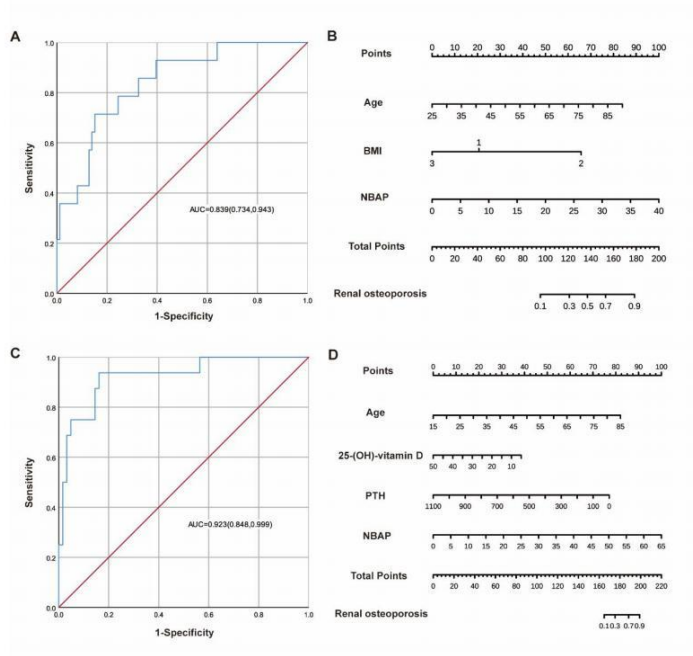 A
1.0
0.8
0.6
0.4
0.2
0.0
Sensitivity
AUC=0.839(0.734,0.943)
0.0 0.2 0.4 0.6 0.8 1.0
1-Specificity
B
Points
0 10 20 30 40 50 60 70 80 90 100
Age
25 35 45 55 65 75 85
BMI
1
3 2
NBAP
0 5 10 15 20 25 30 35 40
Total Points
0 20 40 60 80 100 120 140 160 180 200
Renal osteoporosis
0.1 0.3 0.5 0.7 0.9
C
1.0
0.8
0.6
0.4
0.2
0.0
Sensitivity
AUC=0.923(0.848,0.999)
0.0 0.2 0.4 0.6 0.8 1.0
1-Specificity
D
Points
0 10 20 30 40 50 60 70 80 90 100
Age
15 25 35 45 55 65 75 85
25-(OH)-vitamin D
50 40 30 20 10
PTH
1100 900 700 500 300 100 0
NBAP
0 5 10 15 20 25 30 35 40 45 50 55 60 65
Total Points
0 20 40 60 80 100 120 140 160 180 200 220
Renal osteoporosis
0.10.3 0.70.9